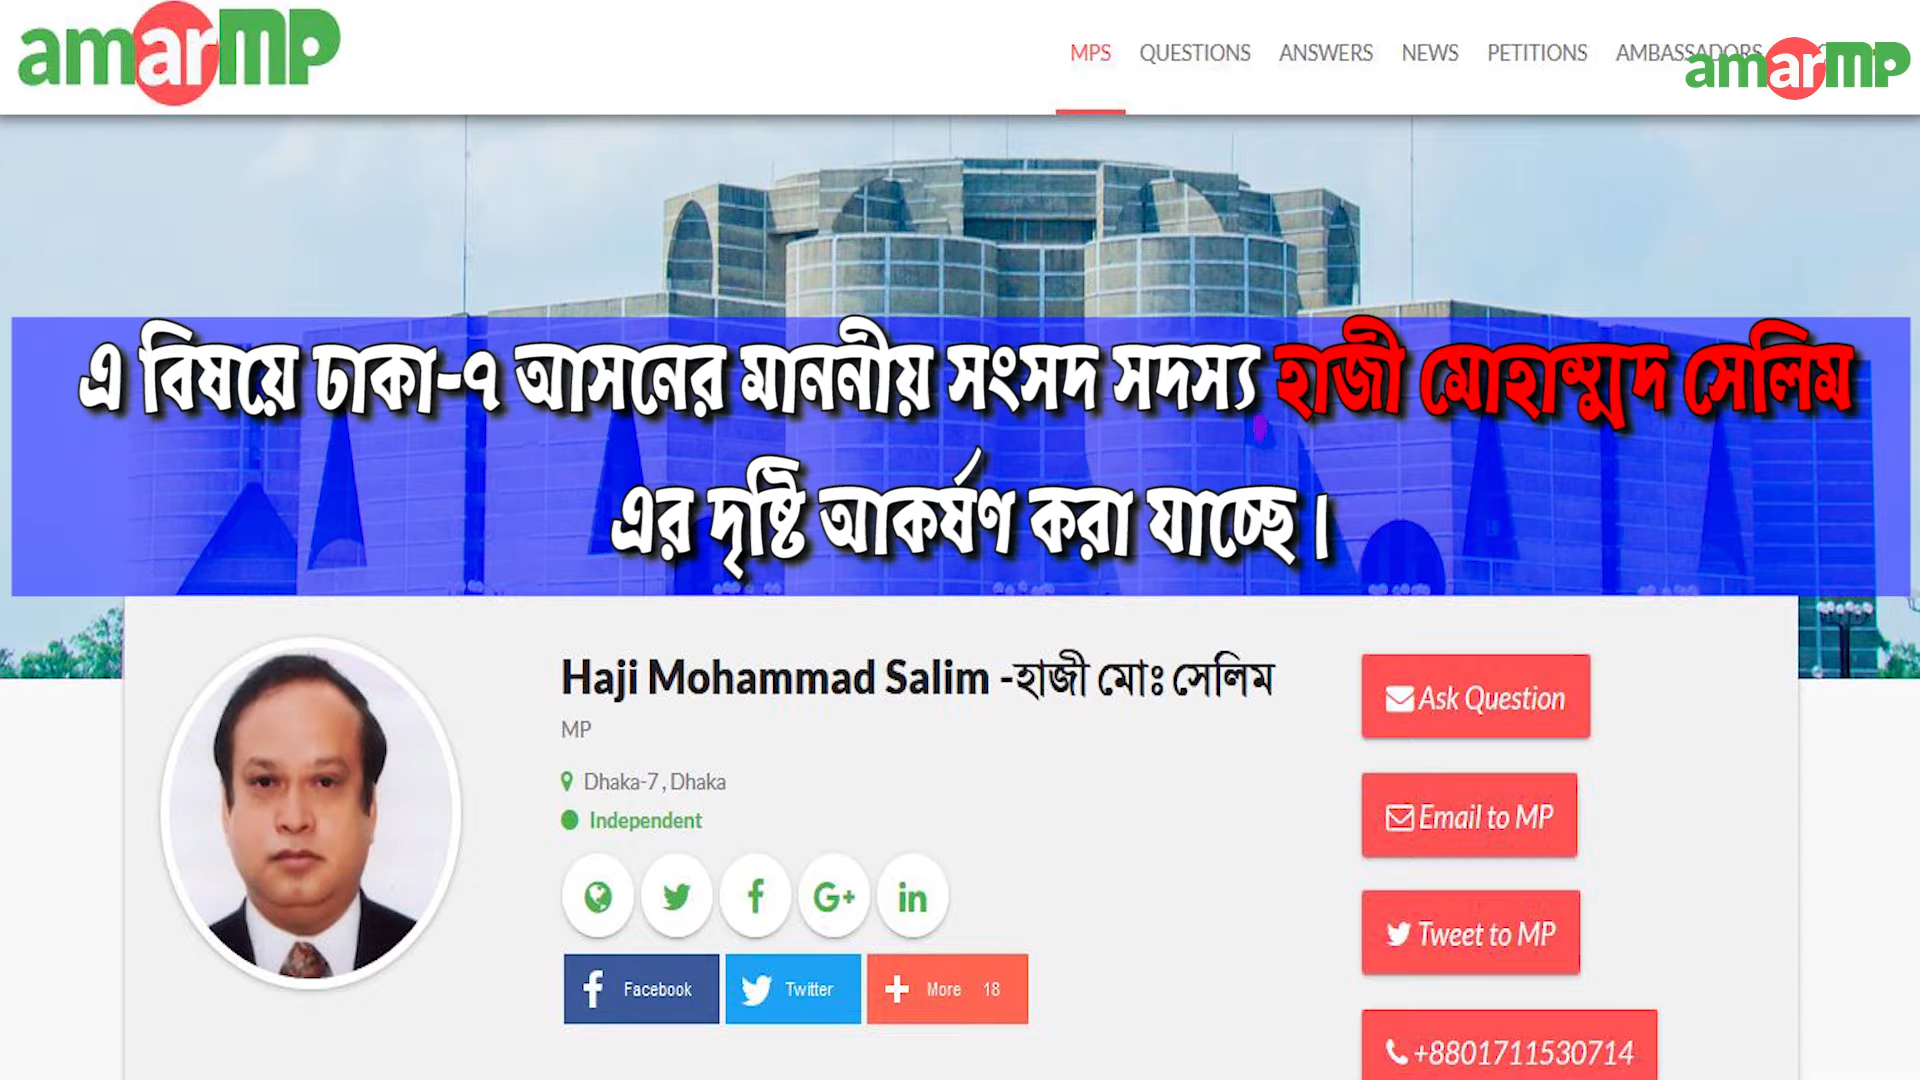 amarMP
MPS QUESTIONS ANSWERS NEWS PETITIONS AMBASSADORS
amarMP
এ বিষয়ে ঢাকা-৭ আসনের মাননীয় সংসদ সদস্য হাজী মোহাম্মদ সেলিম
এর দৃষ্টি আকর্ষণ করা যাচ্ছে।
Haji Mohammad Salim -হাজী মোঃ সেলিম
MP
Dhaka-7, Dhaka
Independent
G+ in
Facebook Twitter More 18
Ask Question
Email to MP
Tweet to MP
+8801711530714